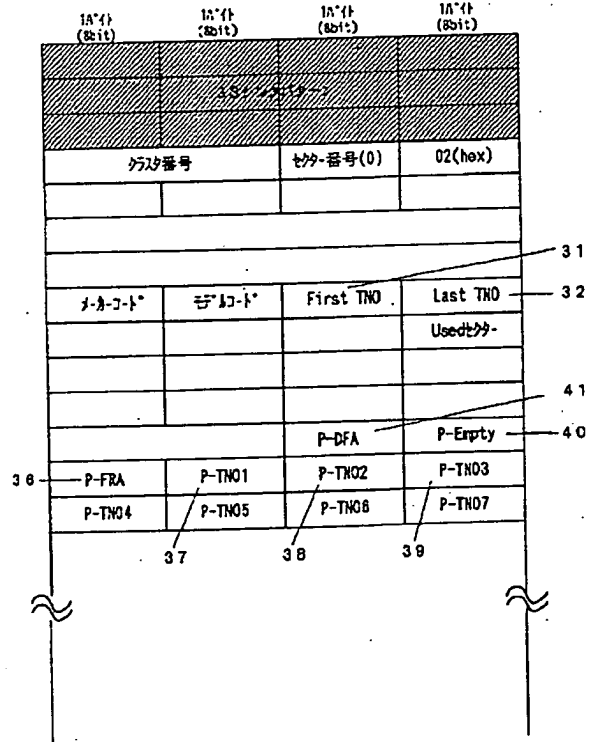 1ﾊﾞｲﾄ 1ﾊﾞｲﾄ 1ﾊﾞｲﾄ 1ﾊﾞｲﾄ
(8bit) (8bit) (8bit) (8bit)
ｸﾗｽﾀ番号 ｾｸﾀｰ番号(0) 02(hex)
31
ﾒｰｶｰｺｰﾄﾞ ﾓﾃﾞﾙｺｰﾄﾞ First TNO Last TNO 32
Usedｾｸﾀｰ
41
P-DFA P-Empty 40
36 P-FRA P-TNO1 P-TNO2 P-TNO3
P-TNO4 P-TNO5 P-TNO6 P-TNO7
37 38 39